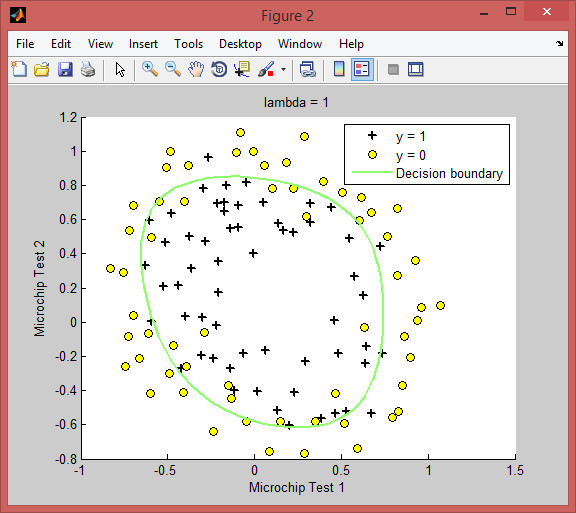 Figure 2
File Edit View Insert Tools Desktop Window Help
lambda = 1
1.2
1
0.8
0.6
0.4
0.2
0
-0.2
-0.4
-0.6
-0.8
Microchip Test 2
y = 1
y = 0
Decision boundary
-1 -0.5 0 0.5 1 1.5
Microchip Test 1